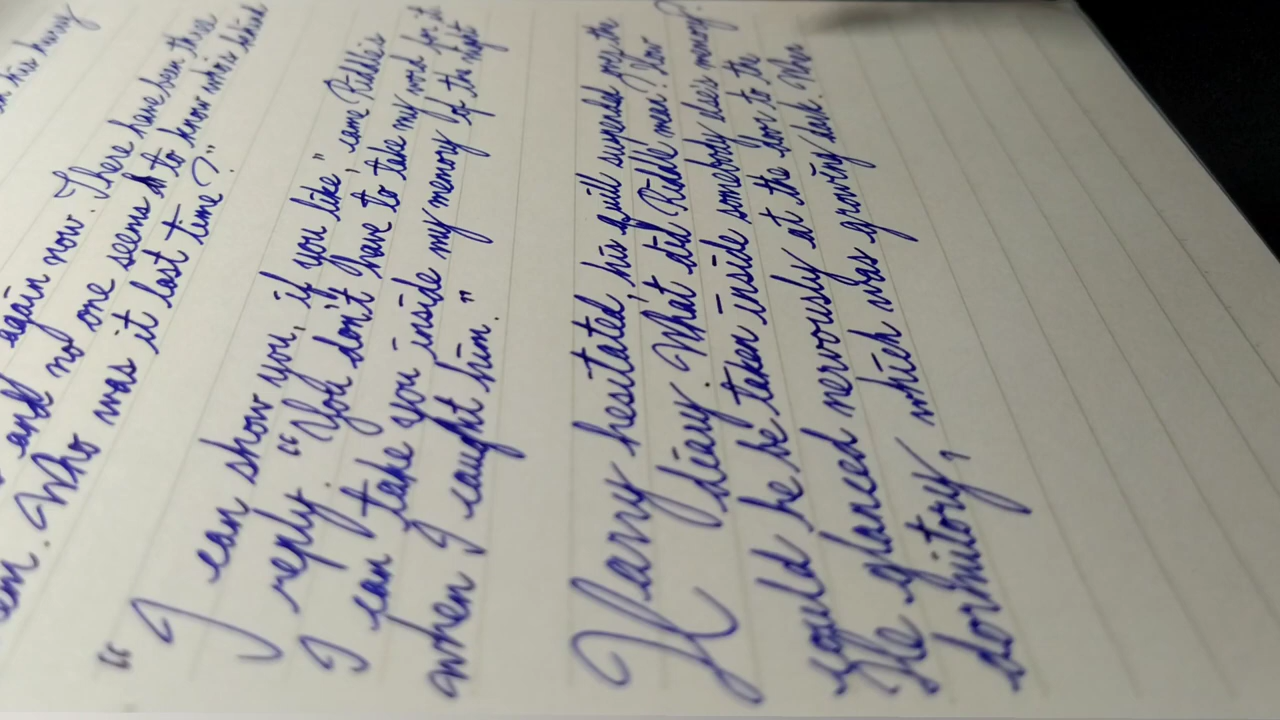 in his hurry
again now. There have been three
and no one seems to know who's behind
em. Who was it last time?"
"I can show you, if you like", came Riddle's
reply. "You don't have to take my word for it
I can take you inside my memory of the night
when I caught him."
Harry hesitated, his quill suspended over the
diary. What did Riddle mean? How
could he be taken inside somebody else's memory?
He glanced nervously at the door to the
dormitory, which was growing dark. When